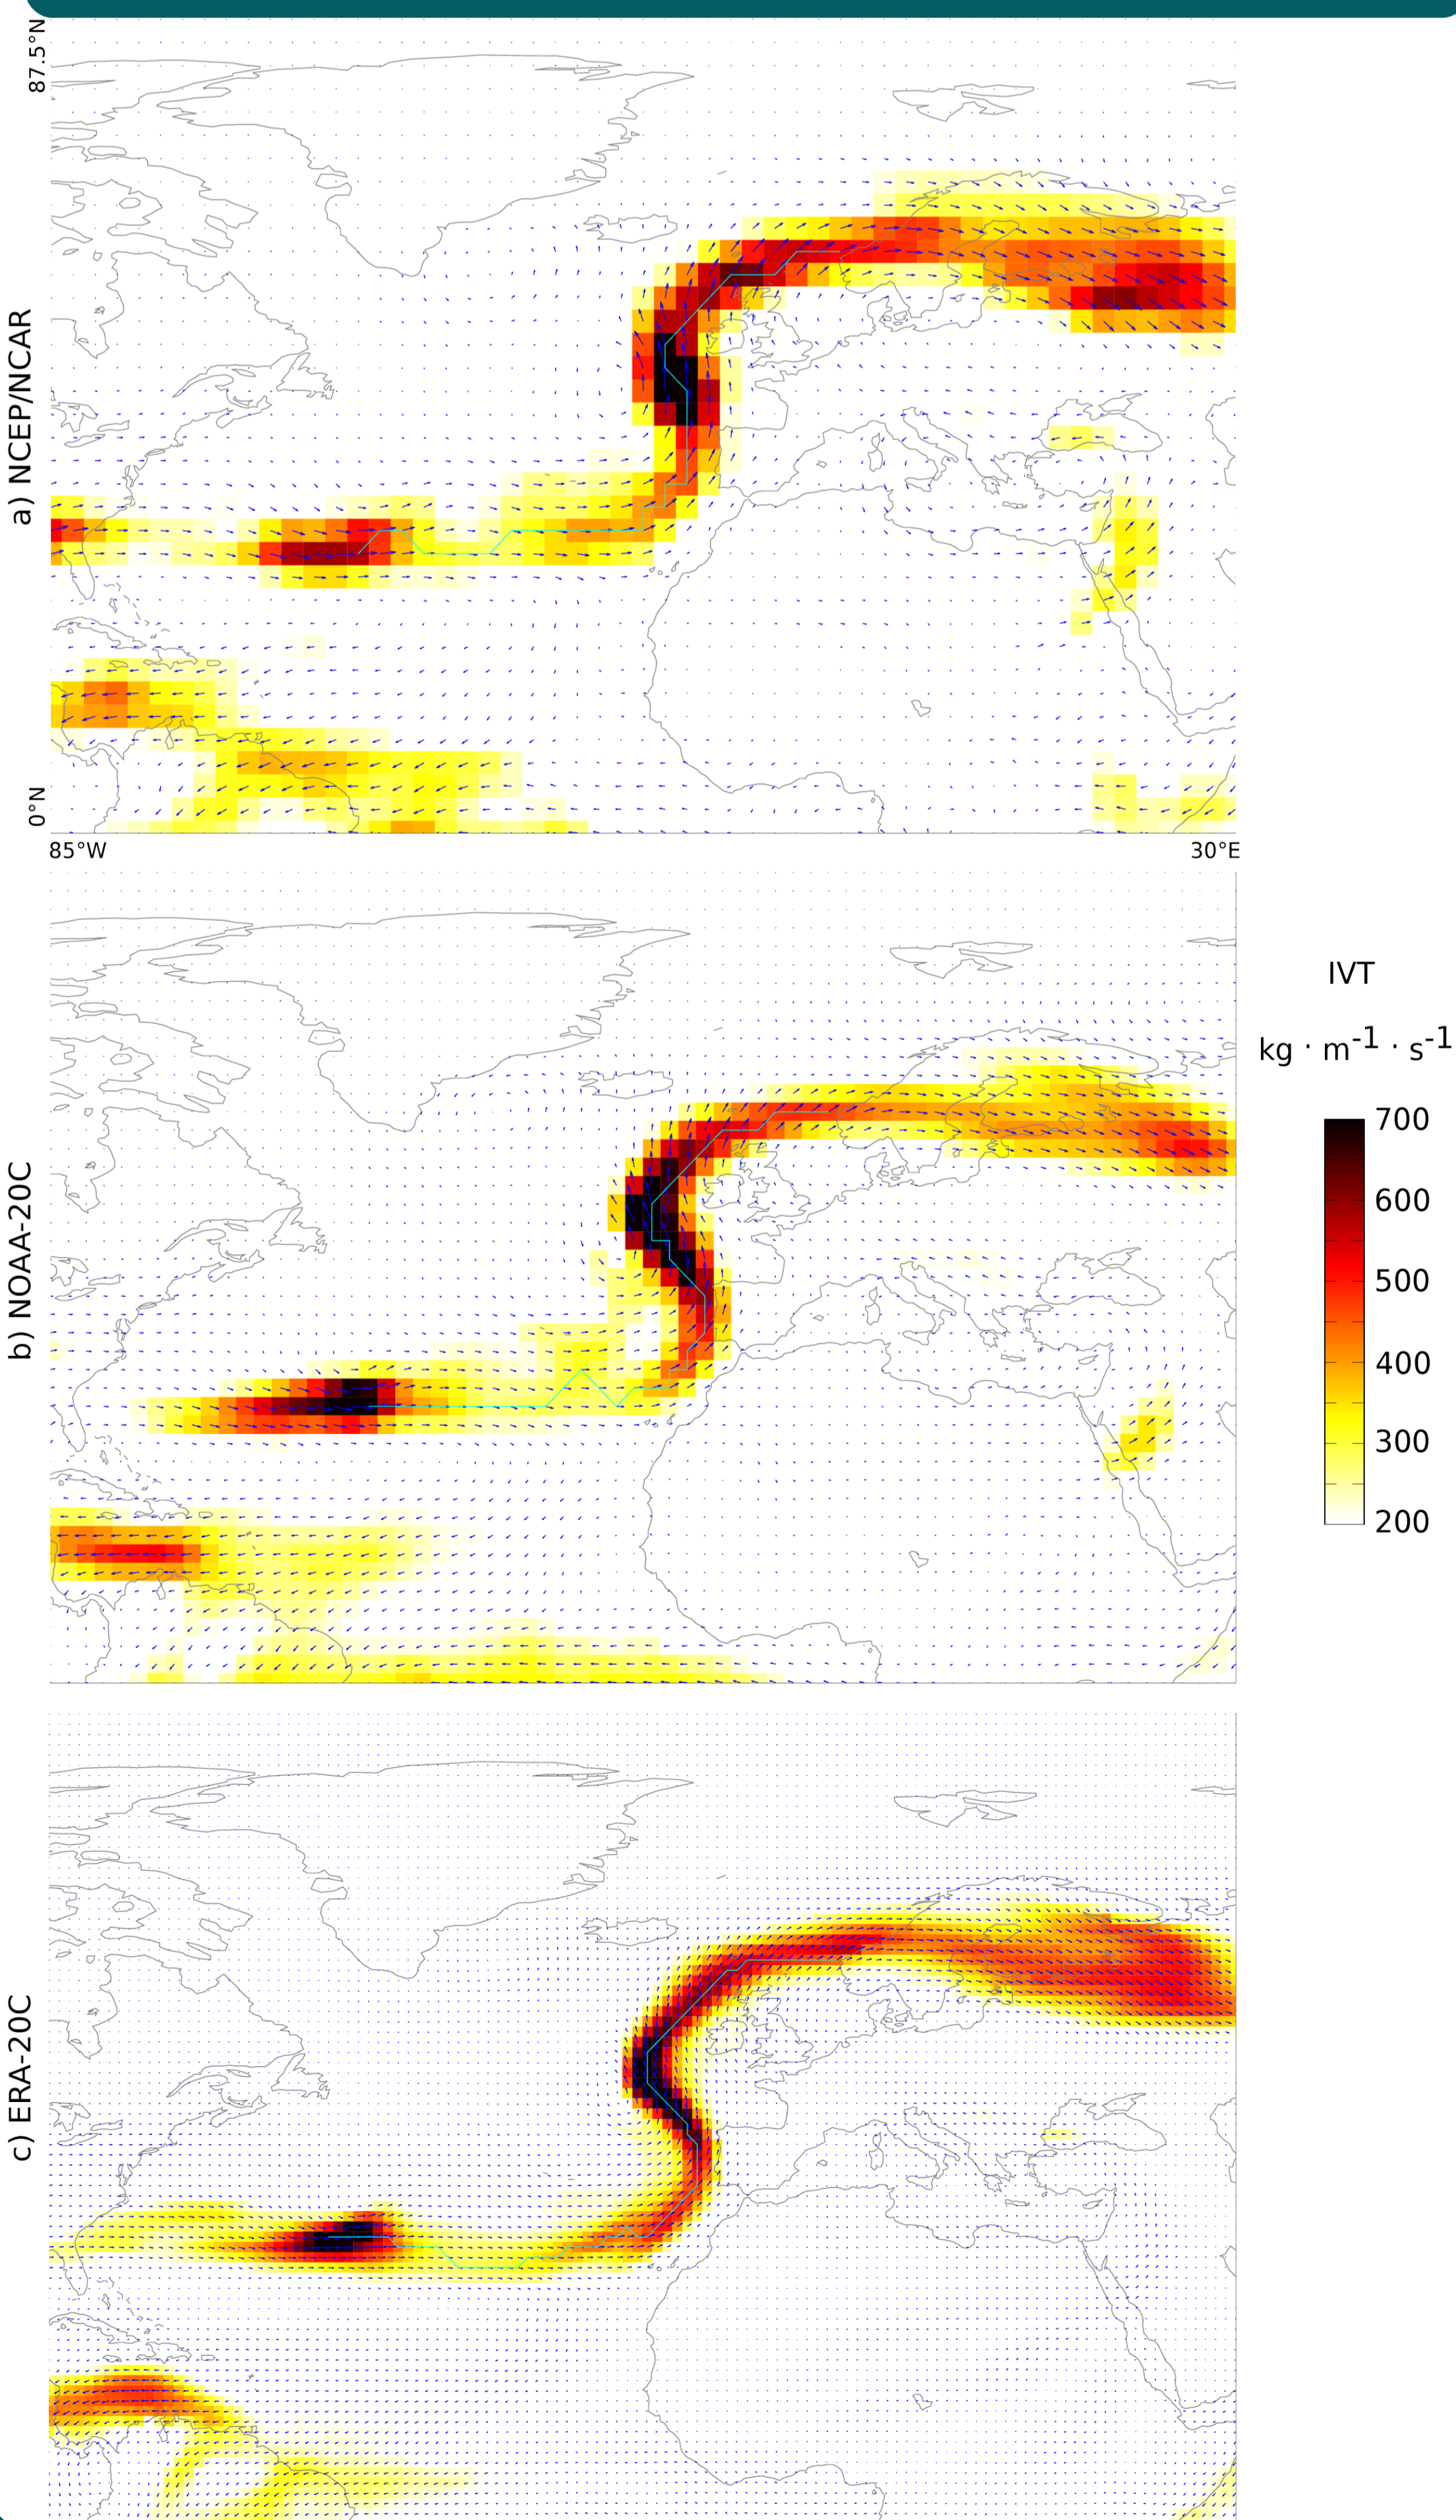 87.5°N
a) NCEP/NCAR
0°N
85°W
30°E
b) NOAA-20C
IVT
kg · m-1 · s-1
700
600
500
400
300
200
c) ERA-20C